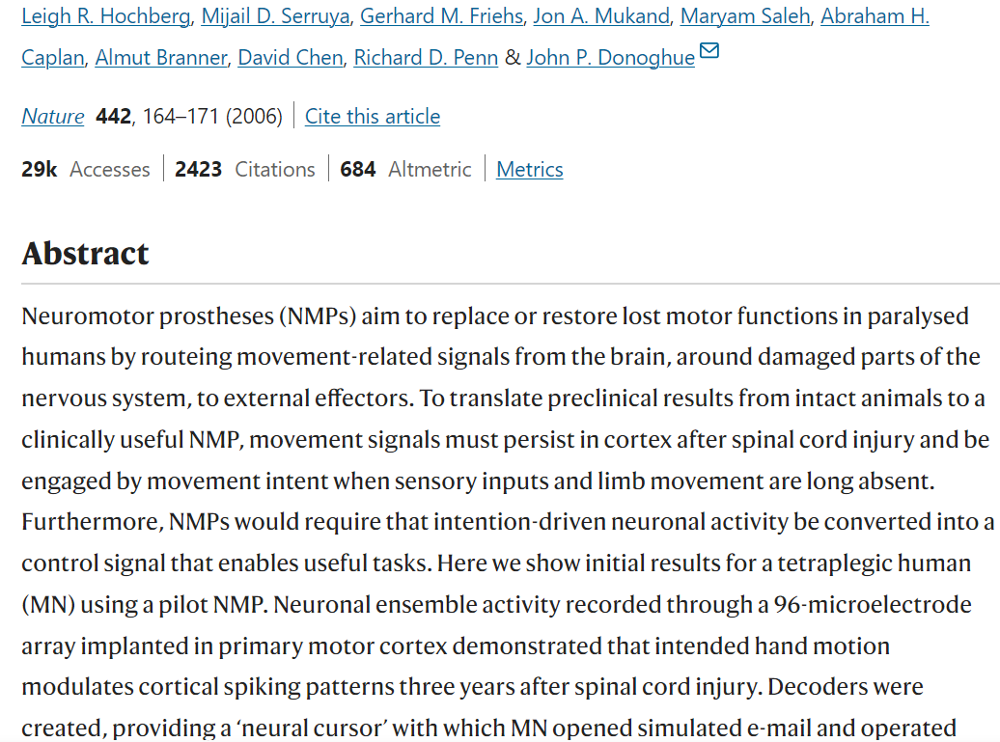 Leigh R. Hochberg, Mijail D. Serruya, Gerhard M. Friehs, Jon A. Mukand, Maryam Saleh, Abraham H.
Caplan, Almut Branner, David Chen, Richard D. Penn & John P. Donoghue
Nature 442, 164–171 (2006) Cite this article
29k Accesses 2423 Citations 684 Altmetric Metrics
Abstract
Neuromotor prostheses (NMPs) aim to replace or restore lost motor functions in paralysed
humans by routeing movement-related signals from the brain, around damaged parts of the
nervous system, to external effectors. To translate preclinical results from intact animals to a
clinically useful NMP, movement signals must persist in cortex after spinal cord injury and be
engaged by movement intent when sensory inputs and limb movement are long absent.
Furthermore, NMPs would require that intention-driven neuronal activity be converted into a
control signal that enables useful tasks. Here we show initial results for a tetraplegic human
(MN) using a pilot NMP. Neuronal ensemble activity recorded through a 96-microelectrode
array implanted in primary motor cortex demonstrated that intended hand motion
modulates cortical spiking patterns three years after spinal cord injury. Decoders were
created, providing a ‘neural cursor’ with which MN opened simulated e-mail and operated